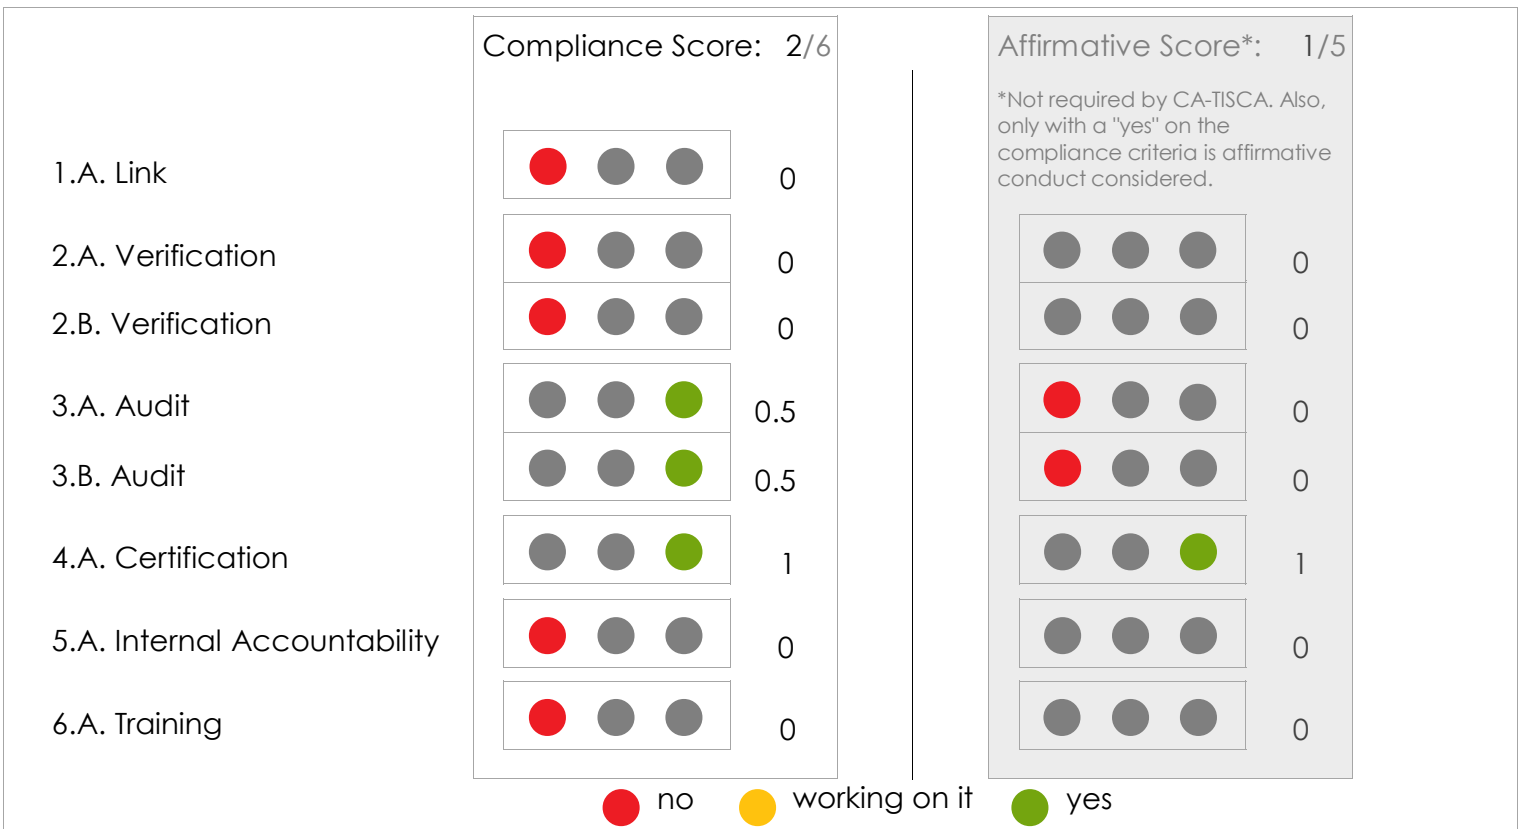 Compliance Score: 2/6
Affirmative Score*: 1/5
*Not required by CA-TISCA. Also,
only with a "yes" on the
compliance criteria is affirmative
conduct considered.
1.A. Link 0
2.A. Verification 0 0
2.B. Verification 0 0
3.A. Audit 0.5 0
3.B. Audit 0.5 0
4.A. Certification 1 1
5.A. Internal Accountability 0 0
6.A. Training 0 0
no working on it yes